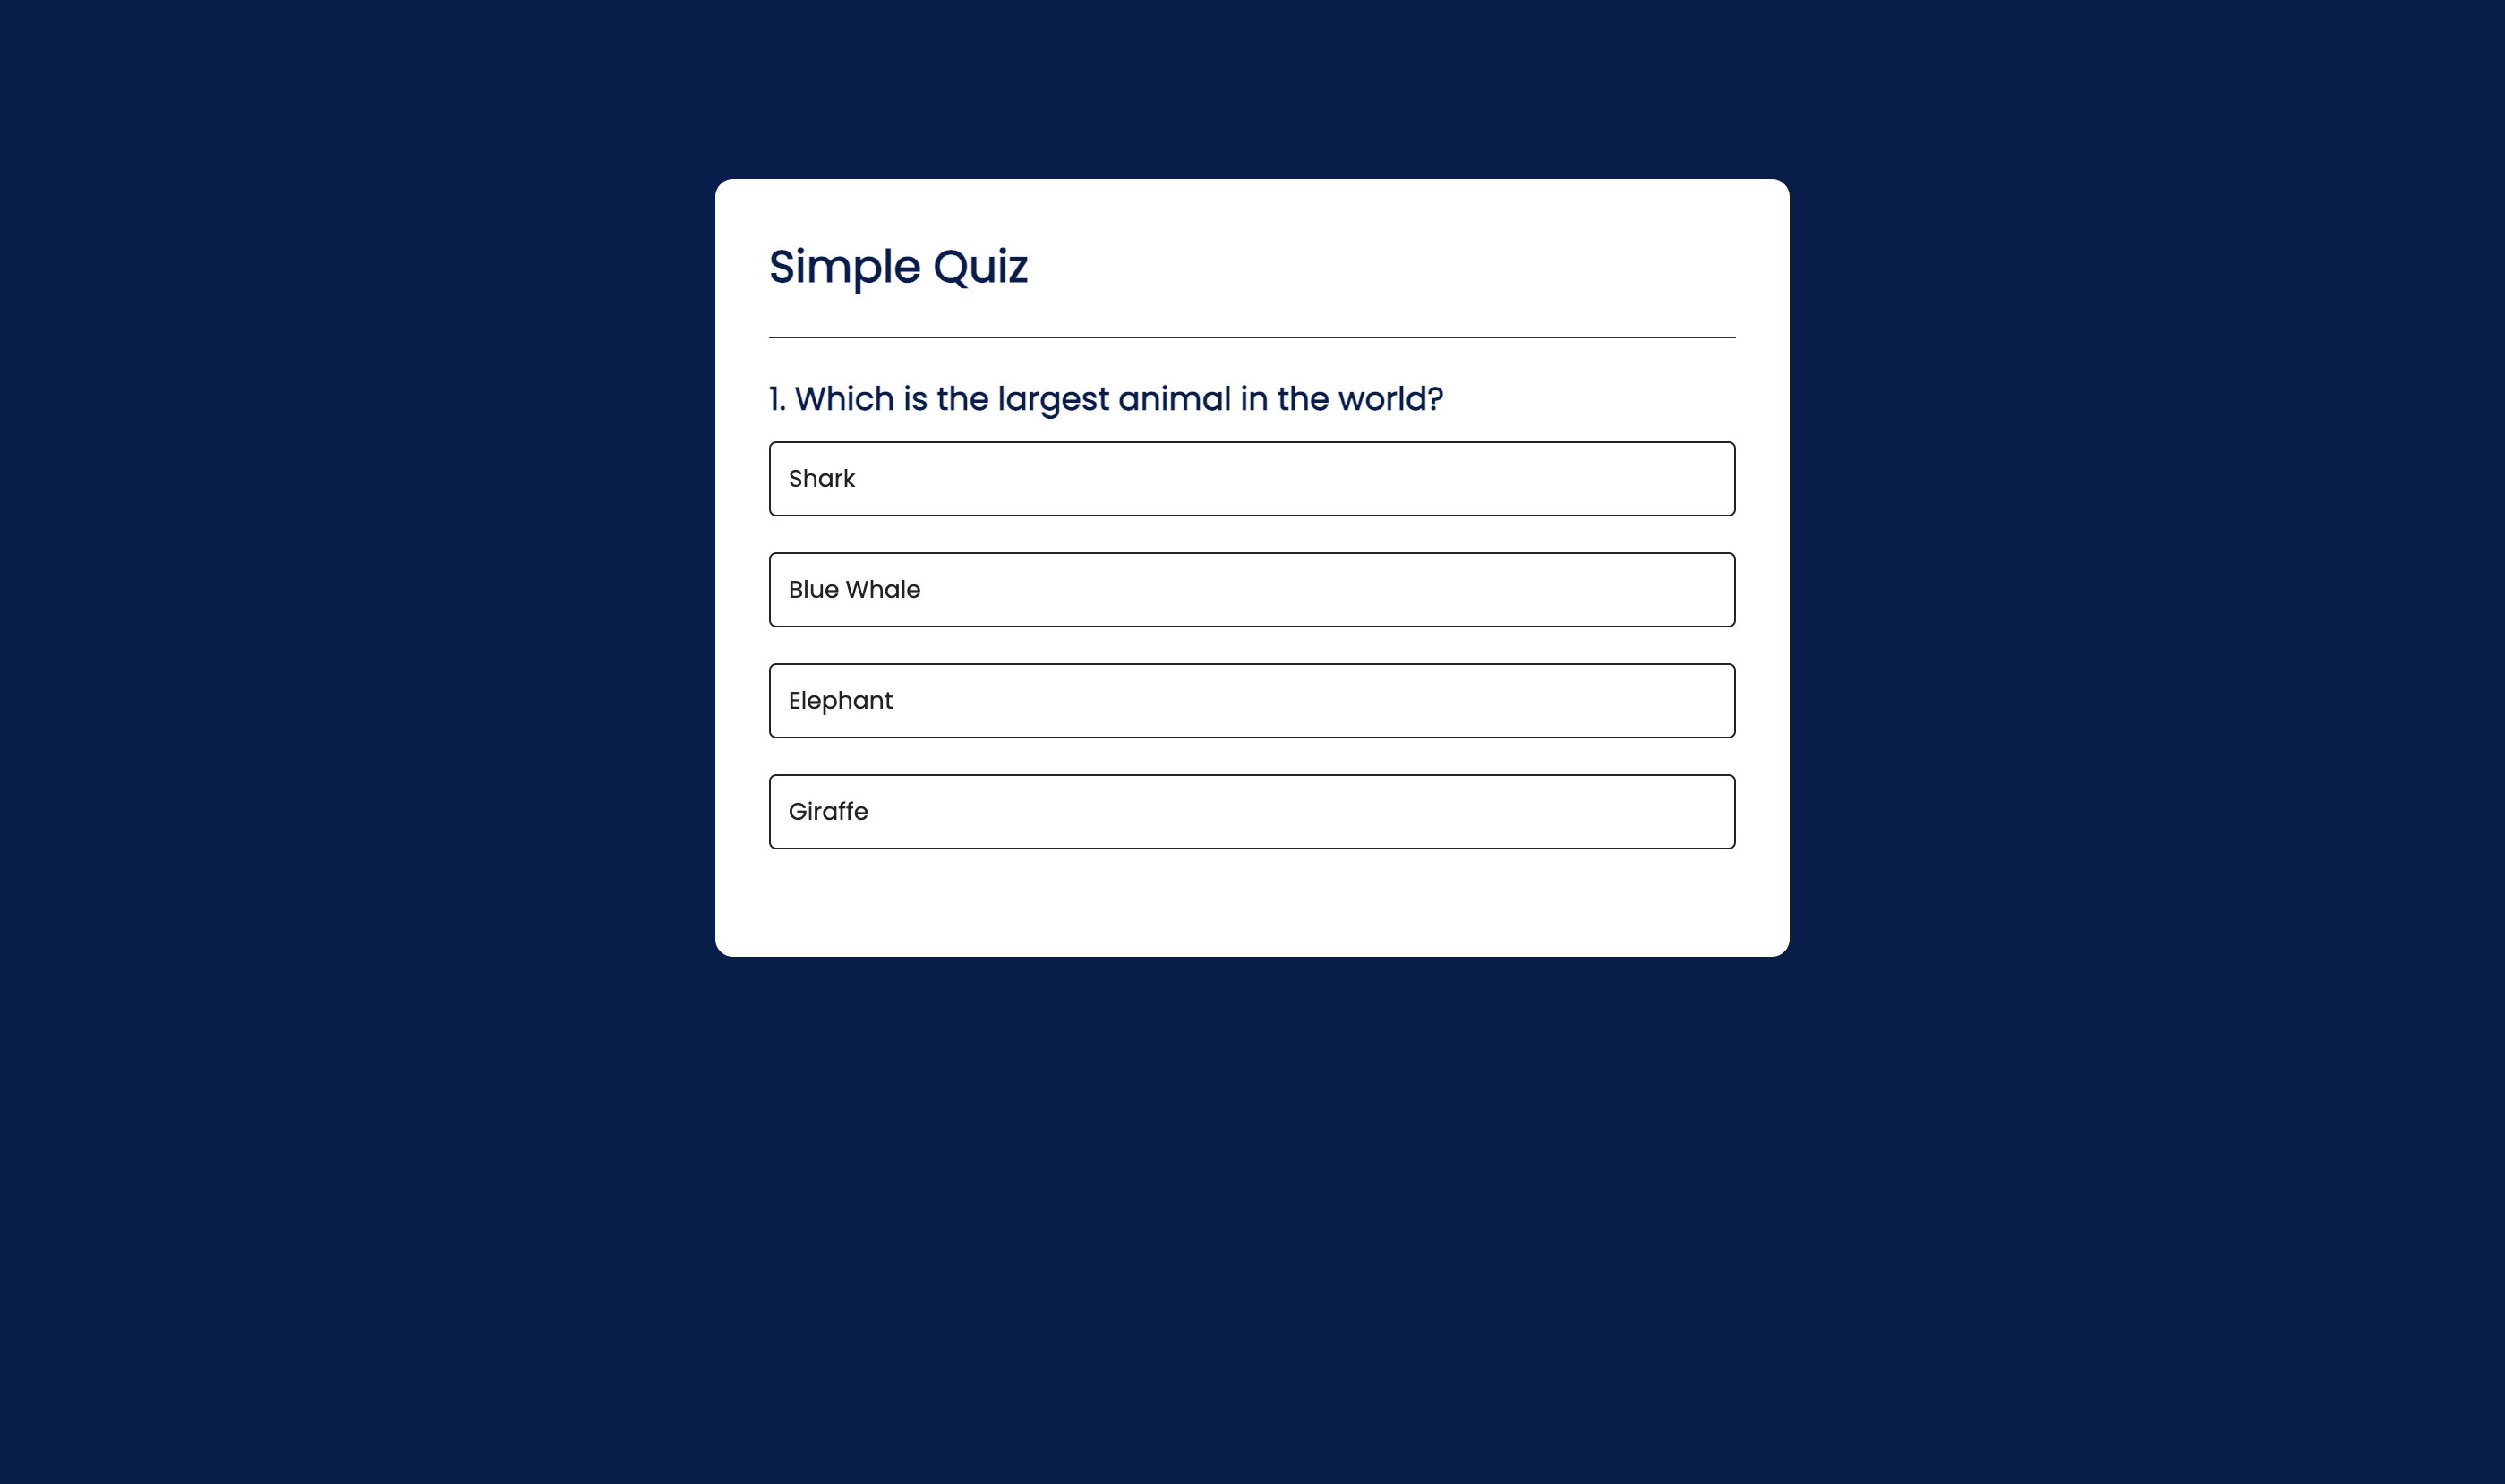 Simple Quiz
1. Which is the largest animal in the world?
Shark
Blue Whale
Elephant
Giraffe